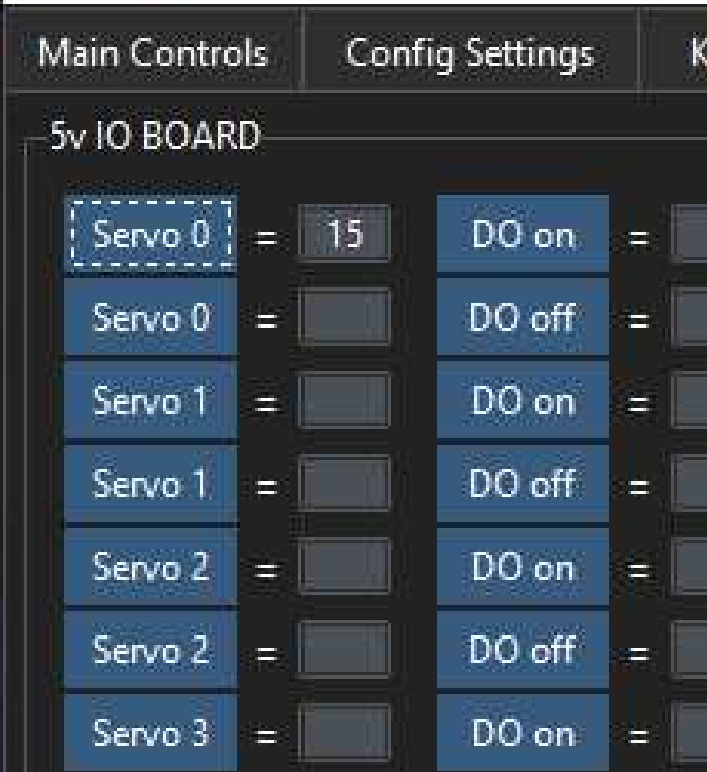 Main Controls Config Settings K
5v IO BOARD
Servo 0 = 15 DO on =
Servo 0 = DO off =
Servo 1 = DO on =
Servo 1 = DO off =
Servo 2 = DO on =
Servo 2 = DO off =
Servo 3 = DO on =